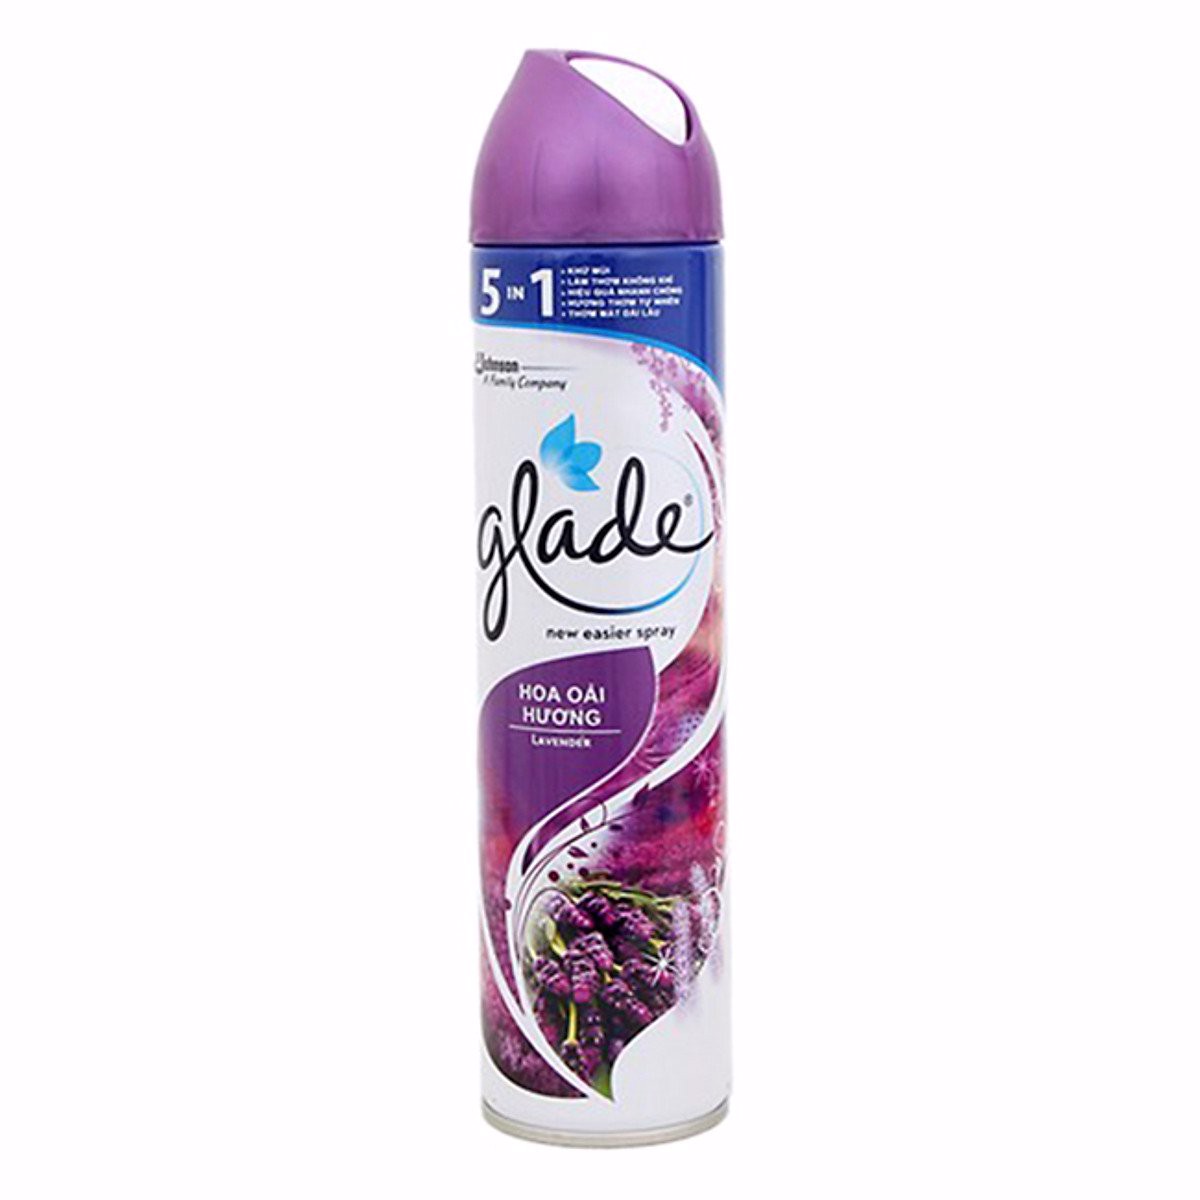 5 IN 1
• KHỬ MÙI
• LÀM THƠM KHÔNG KHÍ
• HIỆU QUẢ NHANH CHÓNG
• HƯƠNG THƠM TỰ NHIÊN
• THƠM MÁT DÀI LÂU
Johnson
A Family Company
glade®
new easier spray
HOA OẢI
HƯƠNG
LAVENDER